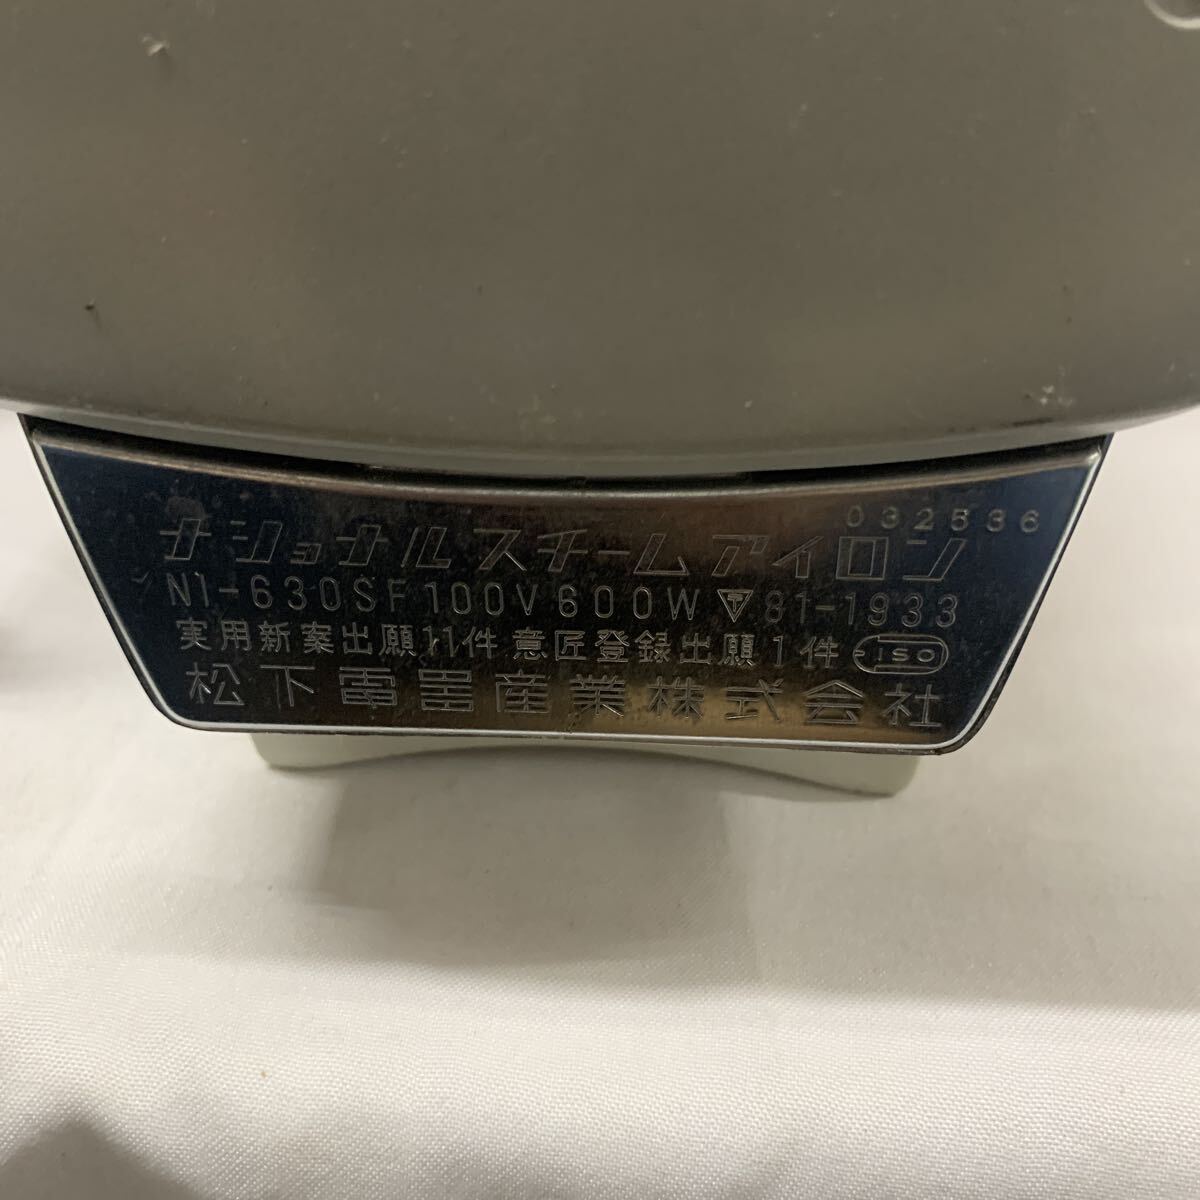 032536
ナショナルスチームアイロン
NI-630SF 100V 600W 〒 81-1933
実用新案出願11件 意匠登録出願1件 ISO
松下電器産業株式会社